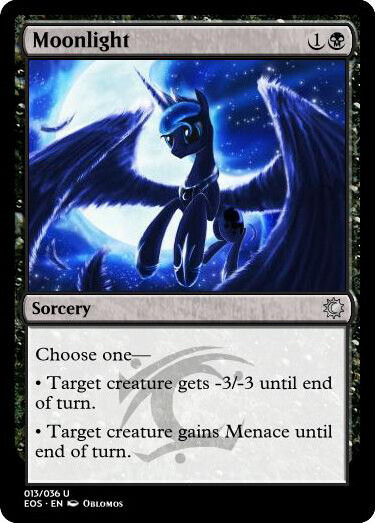 Moonlight 1
Sorcery
Choose one—
• Target creature gets -3/-3 until end
of turn.
• Target creature gains Menace until
end of turn.
013/036 U
EOS • EN Oblomos